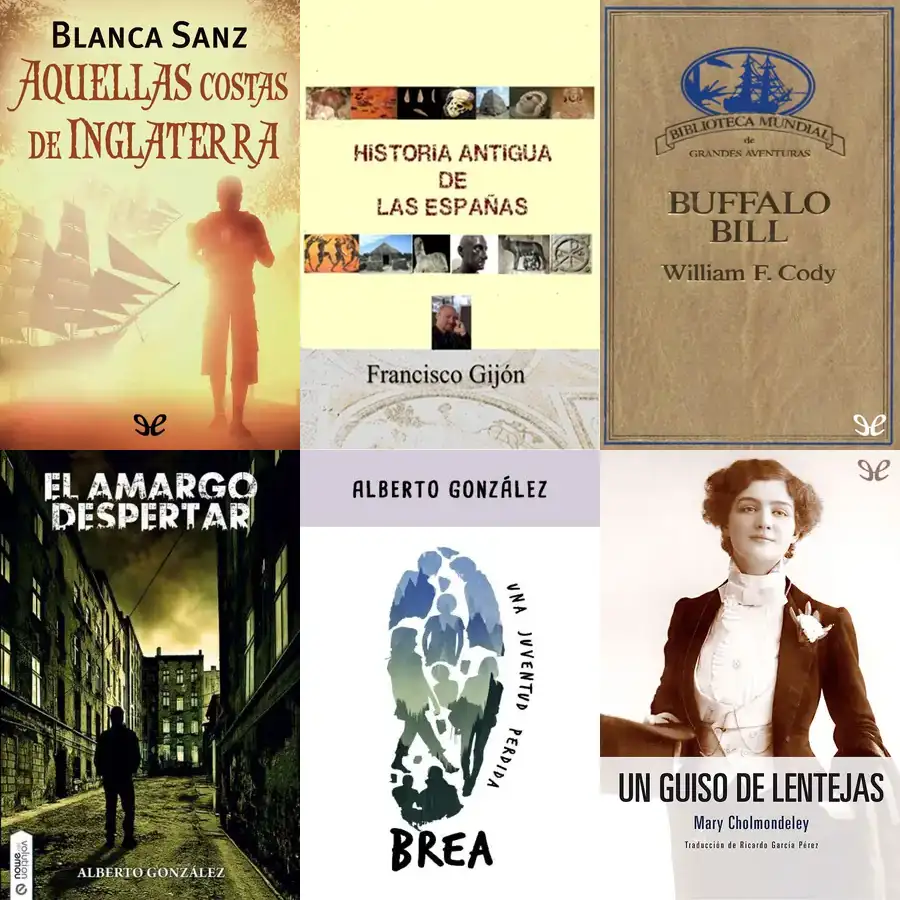 BLANCA SANZ
AQUELLAS COSTAS
DE INGLATERRA
HISTORIA ANTIGUA
DE
LAS ESPAÑAS
Francisco Gijón
BIBLIOTECA MUNDIAL
de
GRANDES AVENTURAS
BUFFALO
BILL
William F. Cody
EL AMARGO
DESPERTAR
nowe
volution
ALBERTO GONZÁLEZ
ALBERTO GONZÁLEZ
UNA JUVENTUD PERDIDA
BREA
UN GUISO DE LENTEJAS
Mary Cholmondeley
Traducción de Ricardo García Pérez